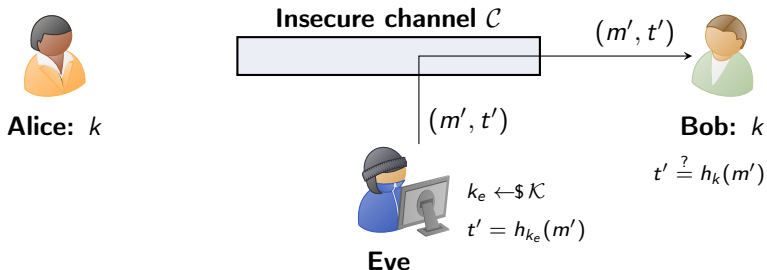 Insecure channel 𝒞
(m′, t′)
Alice: k
(m′, t′)
Bob: k
t′ ≟ h_k(m′)
k_e ←$ 𝒦
t′ = h_{k_e}(m′)
Eve